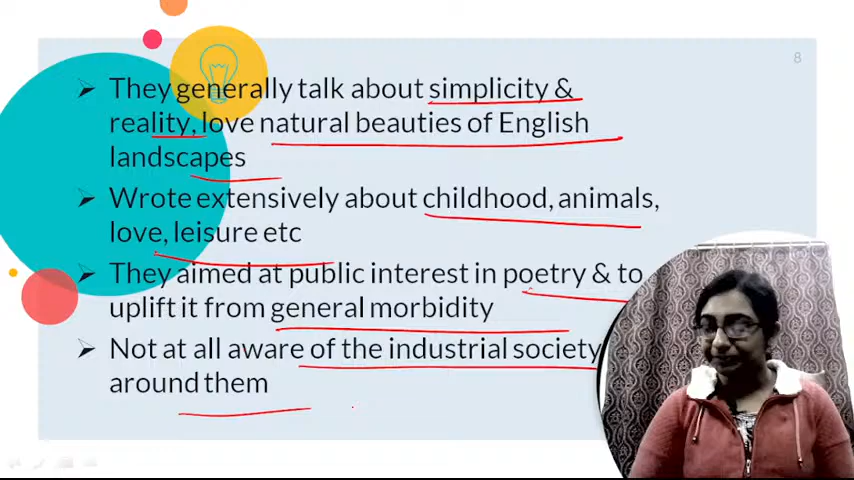 8
They generally talk about simplicity &
reality, love natural beauties of English
landscapes
Wrote extensively about childhood, animals,
love, leisure etc
They aimed at public interest in poetry & to
uplift it from general morbidity
Not at all aware of the industrial society
around them